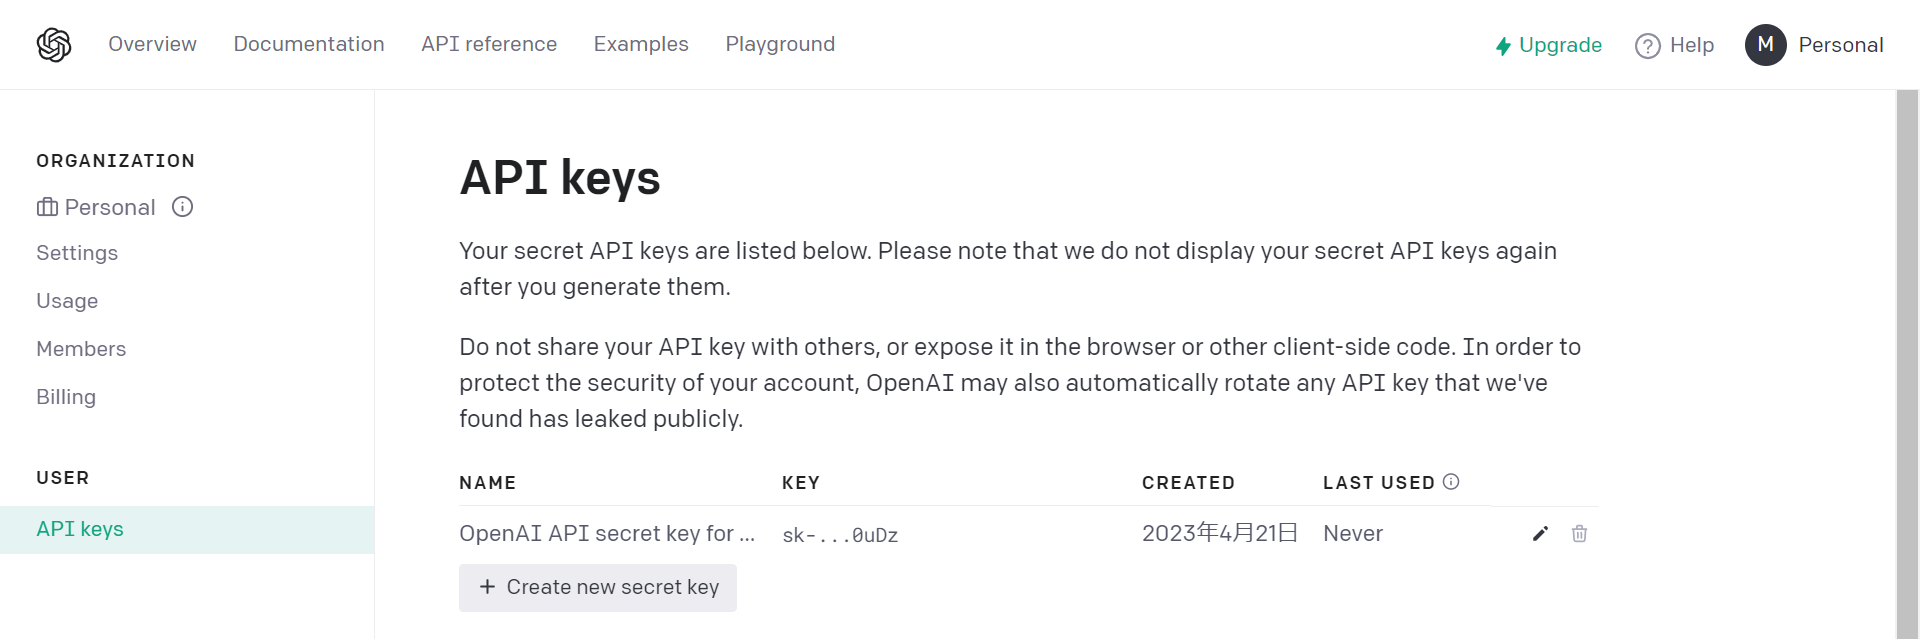 Overview Documentation API reference Examples Playground Upgrade Help M Personal
ORGANIZATION
Personal
Settings
Usage
Members
Billing
USER
API keys
API keys
Your secret API keys are listed below. Please note that we do not display your secret API keys again
after you generate them.
Do not share your API key with others, or expose it in the browser or other client-side code. In order to
protect the security of your account, OpenAI may also automatically rotate any API key that we've
found has leaked publicly.
NAME KEY CREATED LAST USED
OpenAI API secret key for ... sk-...0uDz 2023年4月21日 Never
+ Create new secret key